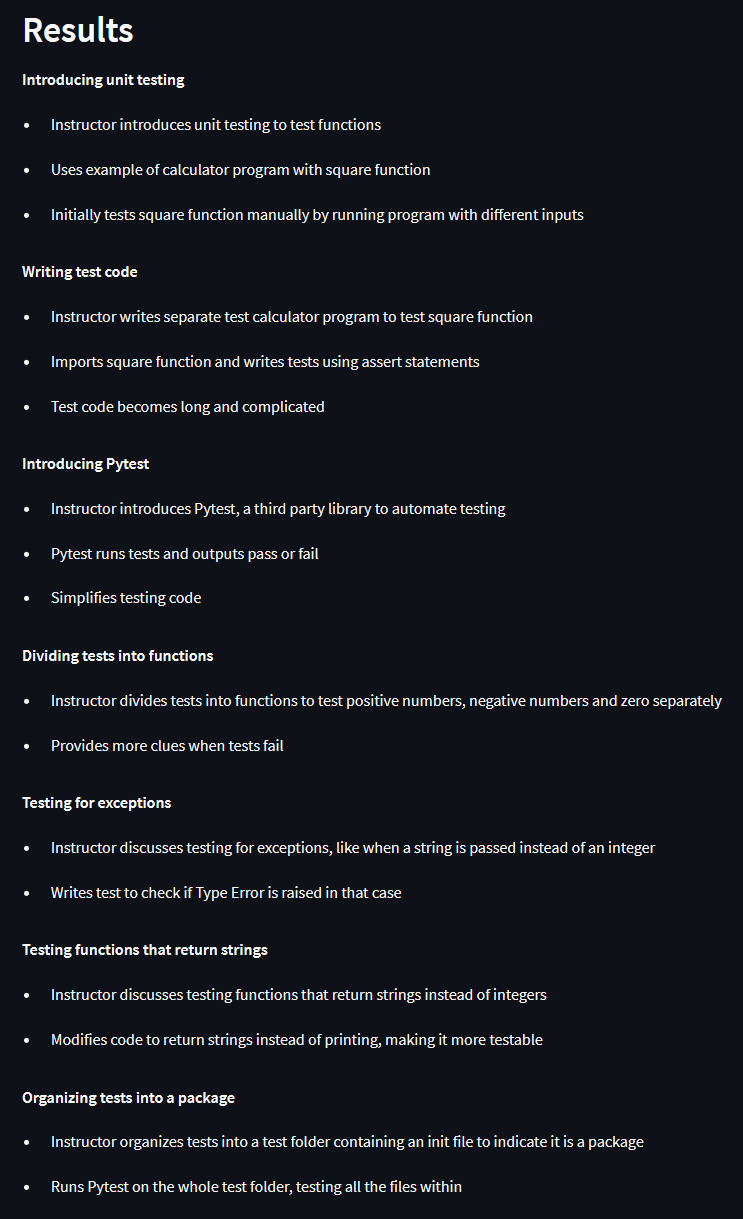 Results
Introducing unit testing
• Instructor introduces unit testing to test functions
• Uses example of calculator program with square function
• Initially tests square function manually by running program with different inputs
Writing test code
• Instructor writes separate test calculator program to test square function
• Imports square function and writes tests using assert statements
• Test code becomes long and complicated
Introducing Pytest
• Instructor introduces Pytest, a third party library to automate testing
• Pytest runs tests and outputs pass or fail
• Simplifies testing code
Dividing tests into functions
• Instructor divides tests into functions to test positive numbers, negative numbers and zero separately
• Provides more clues when tests fail
Testing for exceptions
• Instructor discusses testing for exceptions, like when a string is passed instead of an integer
• Writes test to check if Type Error is raised in that case
Testing functions that return strings
• Instructor discusses testing functions that return strings instead of integers
• Modifies code to return strings instead of printing, making it more testable
Organizing tests into a package
• Instructor organizes tests into a test folder containing an init file to indicate it is a package
• Runs Pytest on the whole test folder, testing all the files within